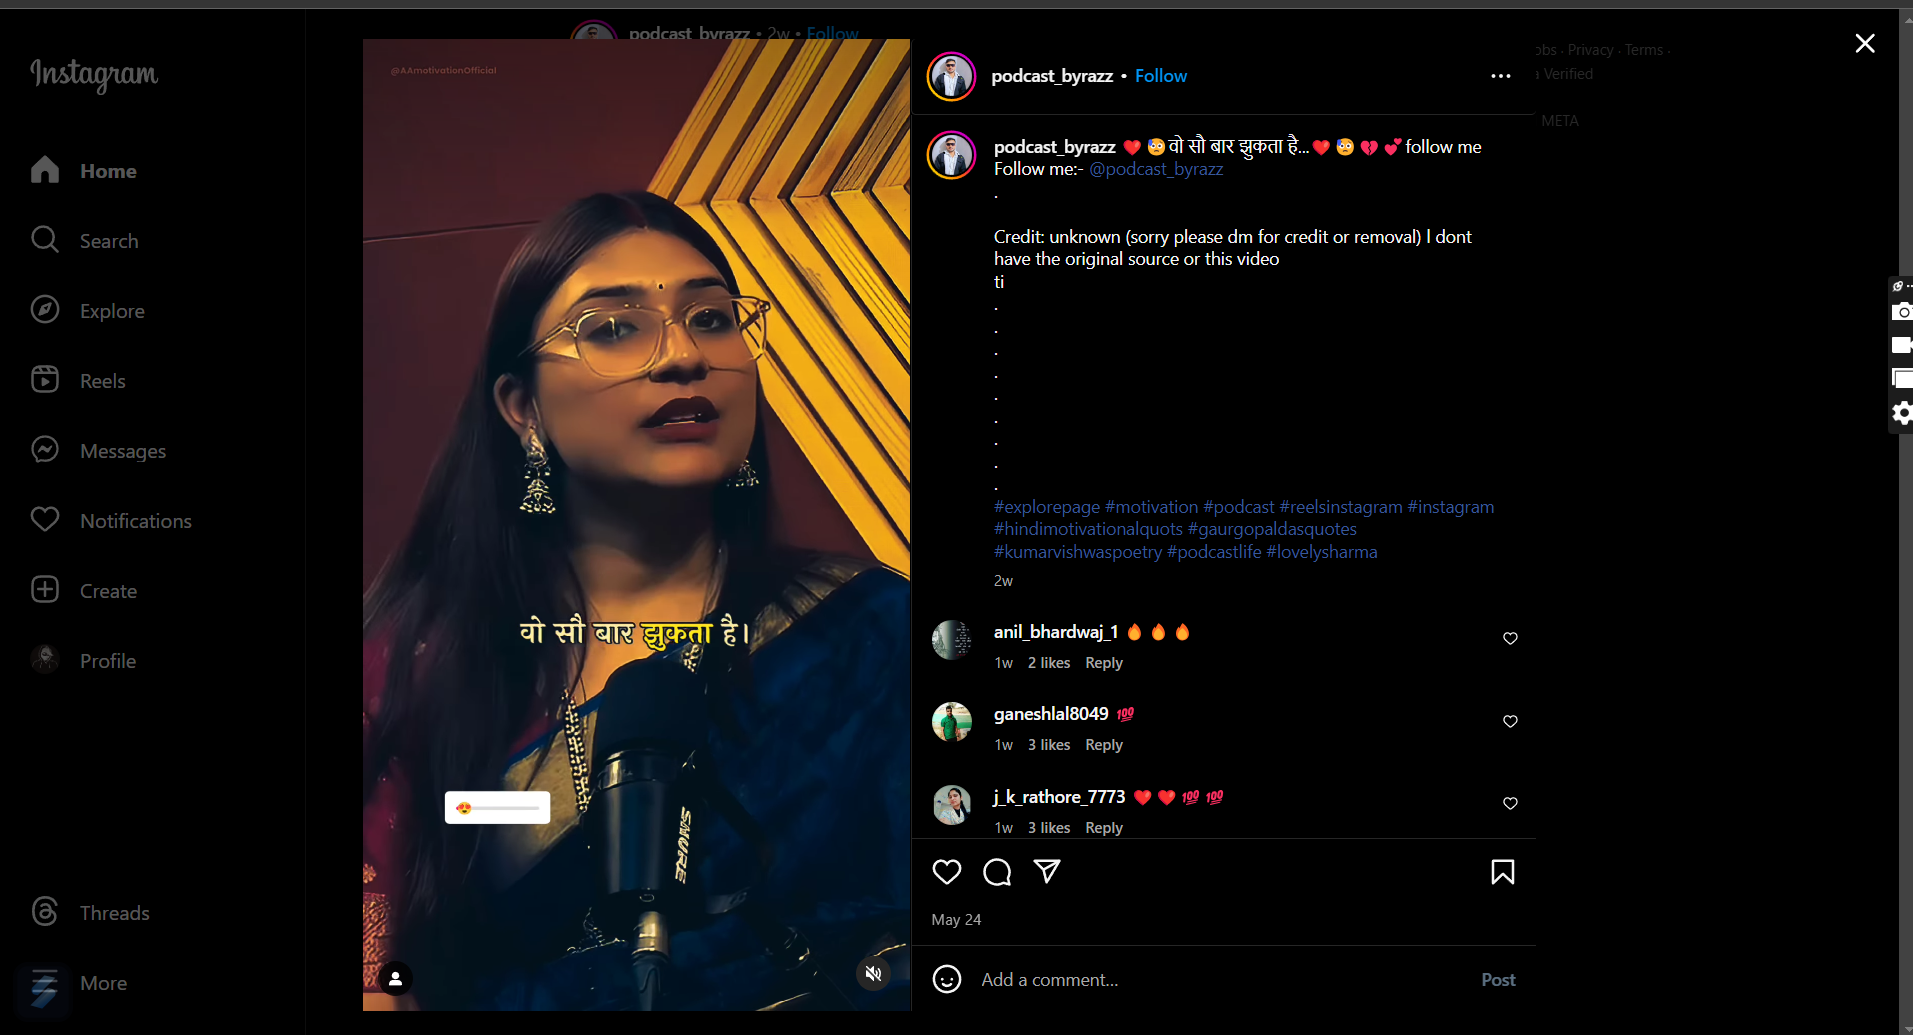 Instagram
Home
Search
Explore
Reels
Messages
Notifications
Create
Profile
Threads
More
podcast_byrazz • 2w • Follow
@AAmotivationOfficial
वो सौ बार झुकता है।
SHURE
podcast_byrazz • Follow
podcast_byrazz ❤️😓वो सौ बार झुकता है...❤️😓💔💕follow me
Follow me:- @podcast_byrazz
.
Credit: unknown (sorry please dm for credit or removal) I dont
have the original source or this video
ti
.
.
.
.
.
.
.
.
.
#explorepage #motivation #podcast #reelsinstagram #instagram
#hindimotivationalquots #gaurgopaldasquotes
#kumarvishwaspoetry #podcastlife #lovelysharma
2w
anil_bhardwaj_1 🔥🔥🔥
1w 2 likes Reply
ganeshlal8049 💯
1w 3 likes Reply
j_k_rathore_7773 ❤️❤️💯💯
1w 3 likes Reply
May 24
Add a comment...
Post
· Privacy · Terms ·
Verified
META